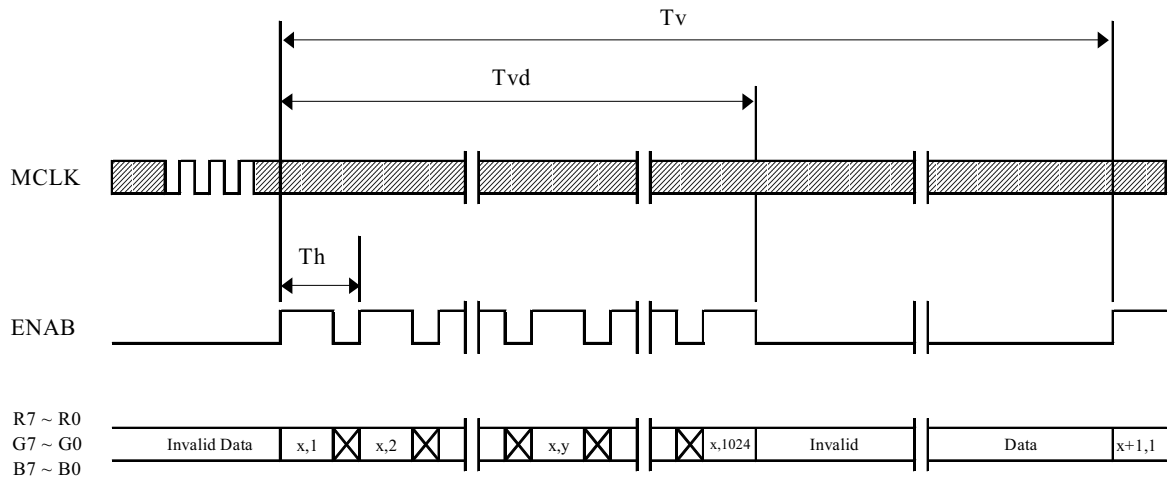 Tv
Tvd
MCLK
Th
ENAB
R7 ~ R0
G7 ~ G0
B7 ~ B0
Invalid Data x,1 x,2 x,y x,1024 Invalid Data x+1,1